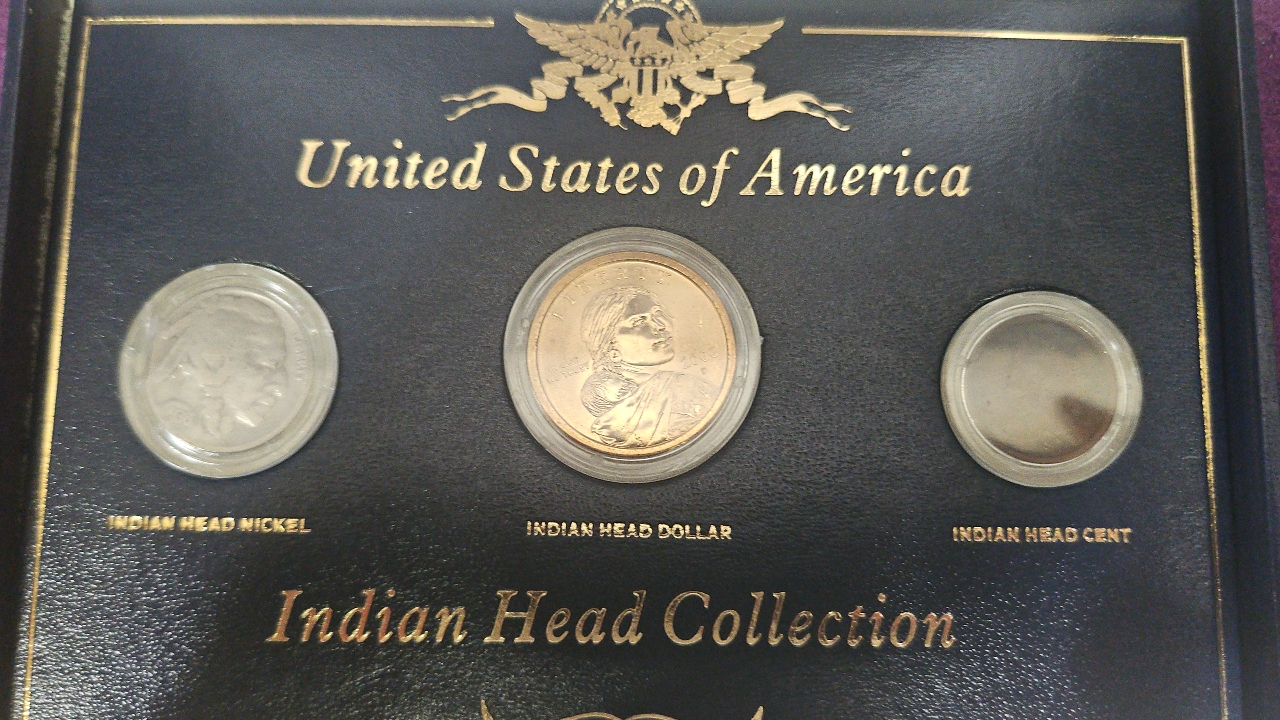 United States of America
LIBERTY
INDIAN HEAD NICKEL
INDIAN HEAD DOLLAR
INDIAN HEAD CENT
Indian Head Collection